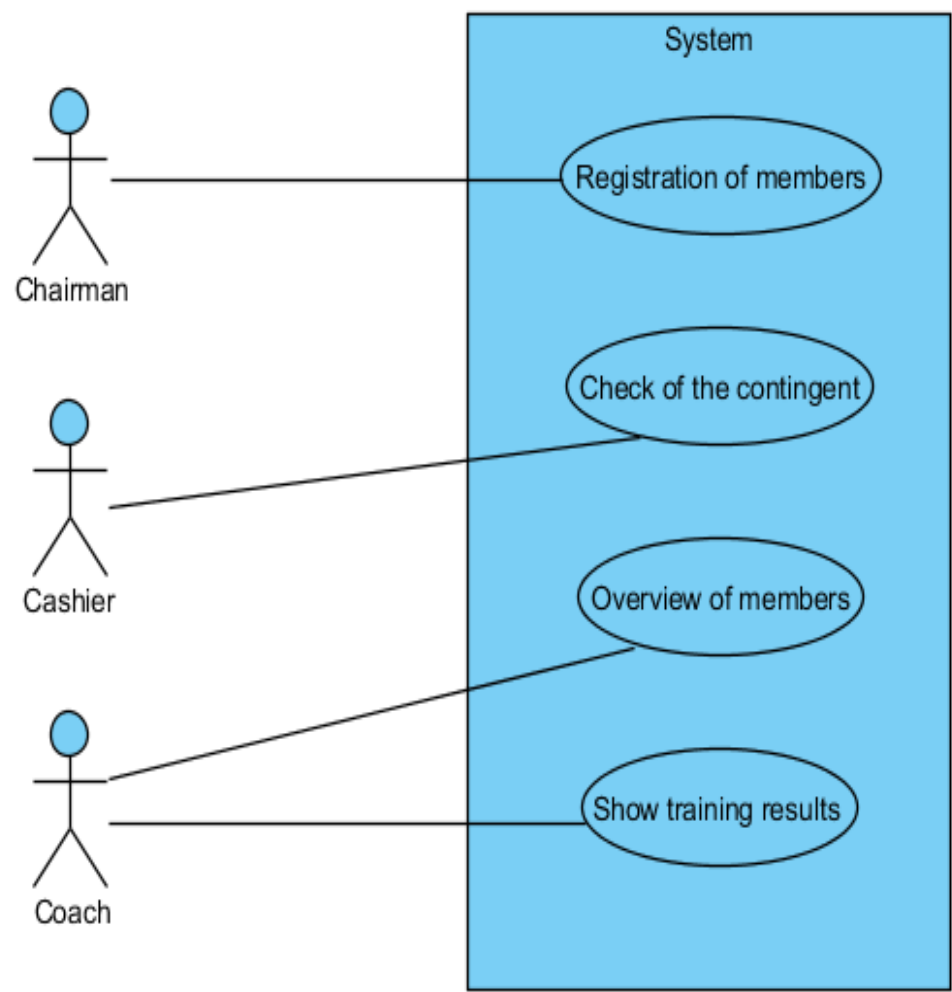 System
Registration of members
Chairman
Check of the contingent
Cashier
Overview of members
Show training results
Coach